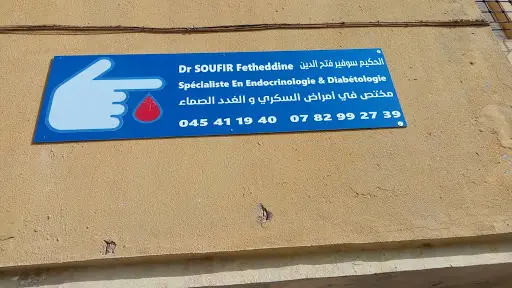 Dr SOUFIR Fetheddine الحكيم سوفير فتح الدين
Spécialiste En Endocrinologie & Diabétologie
مختص في امراض السكري و الغدد الصماء
045 41 19 40 07 82 99 27 39